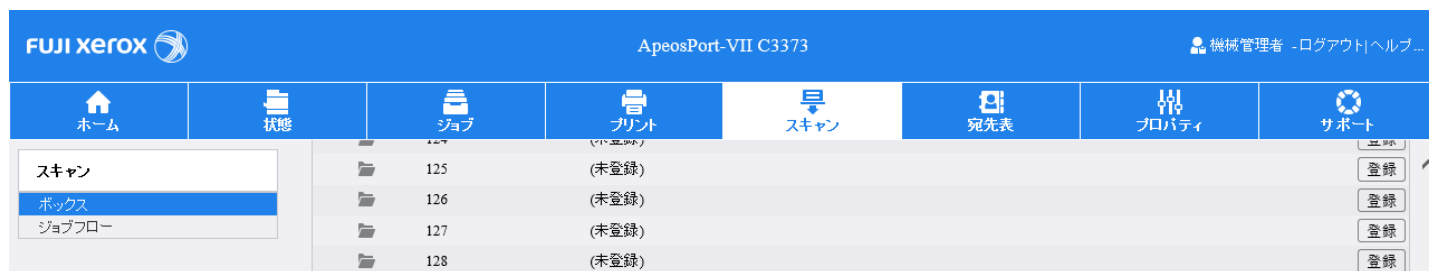 FUJI Xerox
ApeosPort-VII C3373
機械管理者 -ログアウト|ヘルプ...
ホーム 状態 ジョブ プリント スキャン 宛先表 プロパティ サポート
スキャン
ボックス
ジョブフロー
125 (未登録) 登録
126 (未登録) 登録
127 (未登録) 登録
128 (未登録) 登録